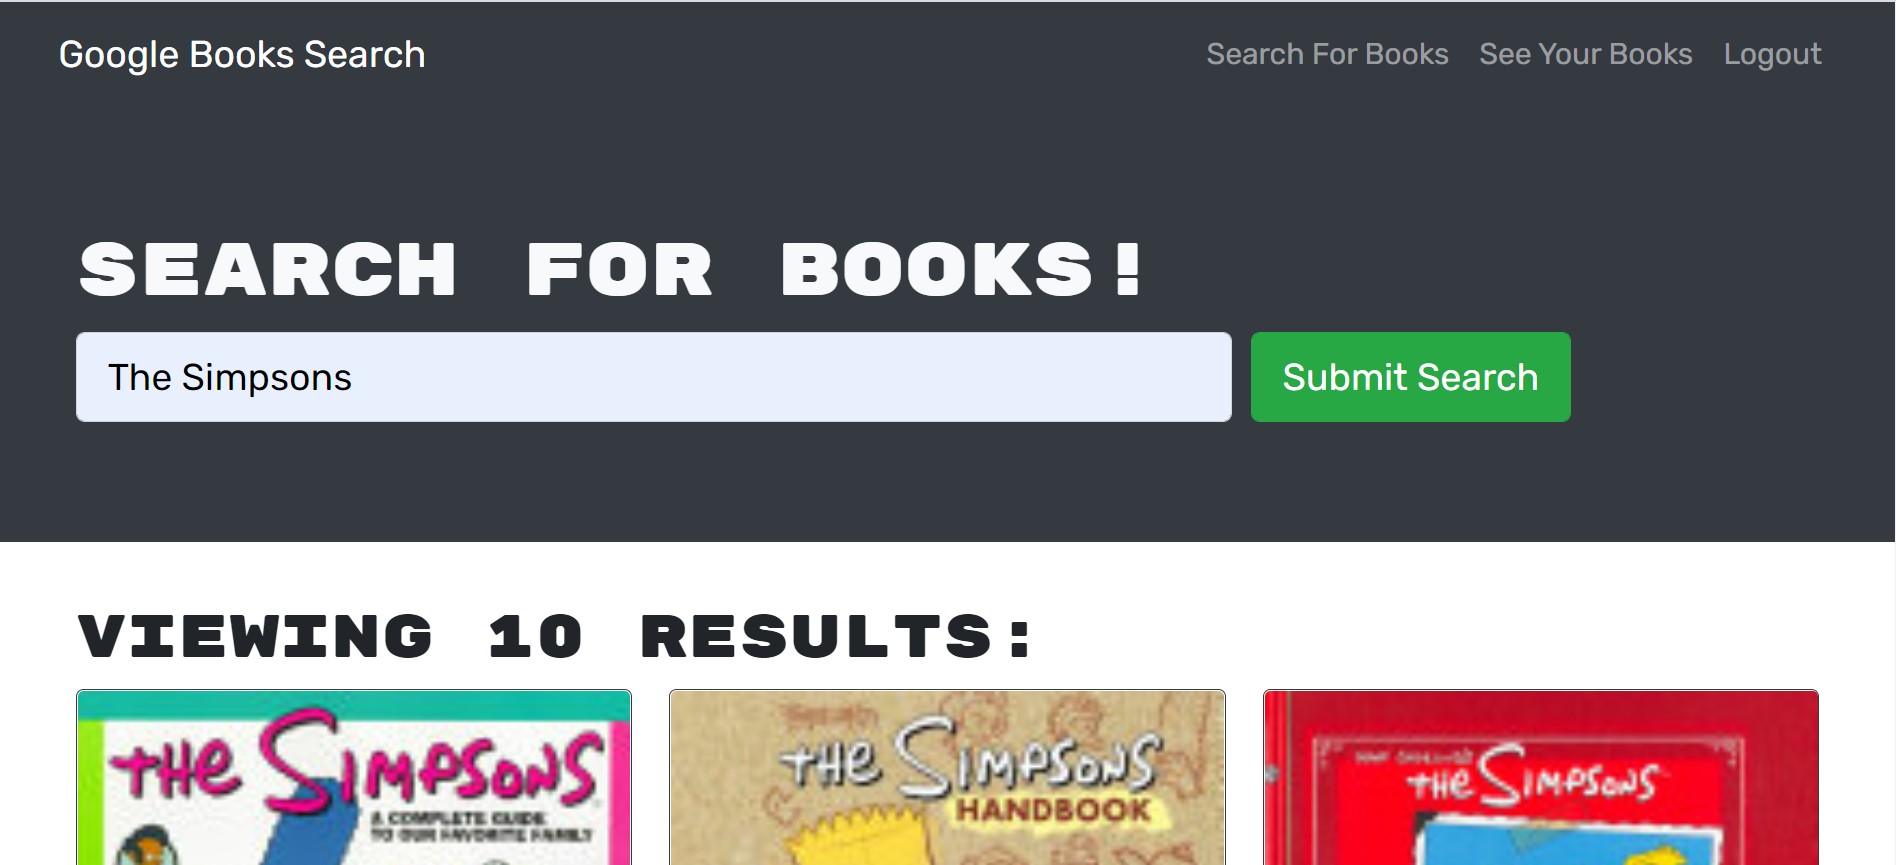 Google Books Search
Search For Books See Your Books Logout
SEARCH FOR BOOKS!
The Simpsons
Submit Search
VIEWING 10 RESULTS:
THE SIMPSONS
A COMPLETE GUIDE
TO OUR FAVORITE FAMILY
THE SIMPSONS
HANDBOOK
THE SIMPSONS